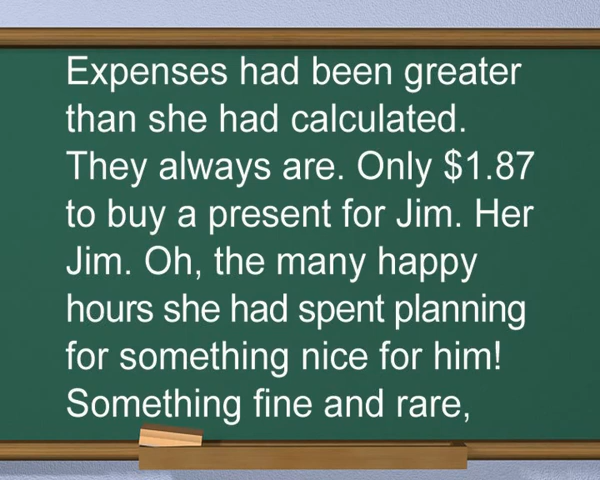 Expenses had been greater
than she had calculated.
They always are. Only $1.87
to buy a present for Jim. Her
Jim. Oh, the many happy
hours she had spent planning
for something nice for him!
Something fine and rare,